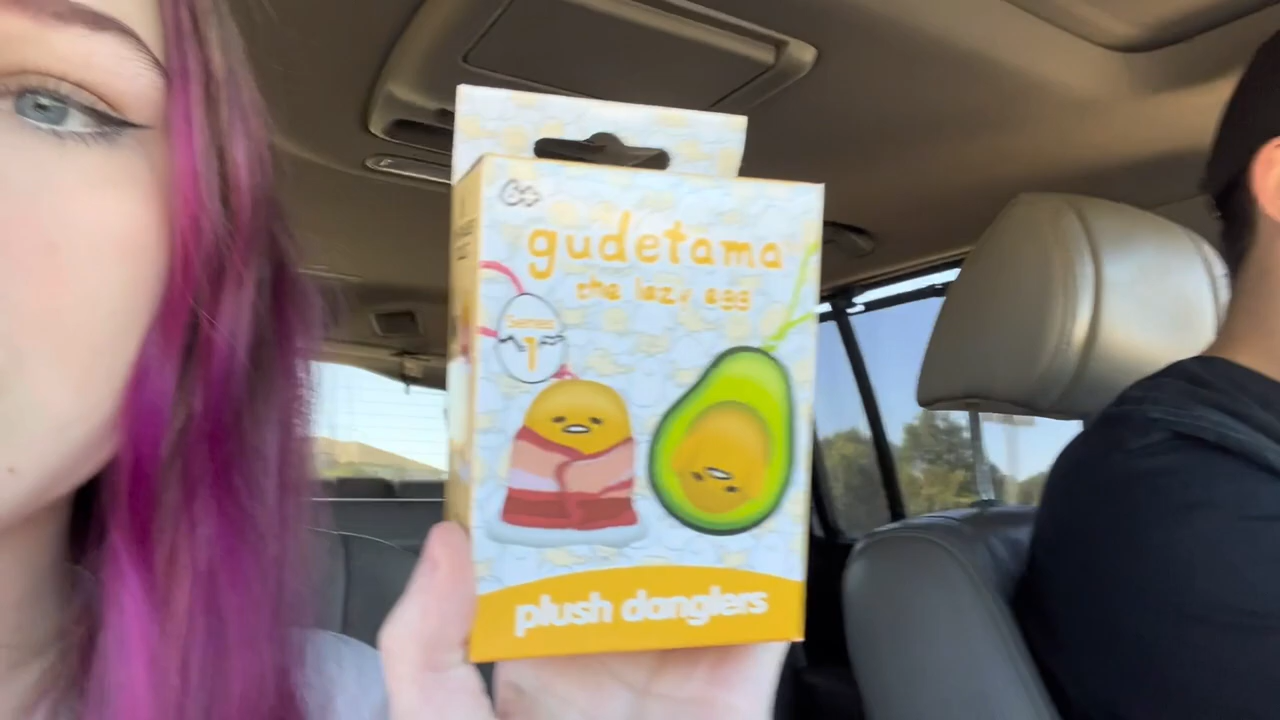 gudetama
the lazy egg
Series
1
plush danglers